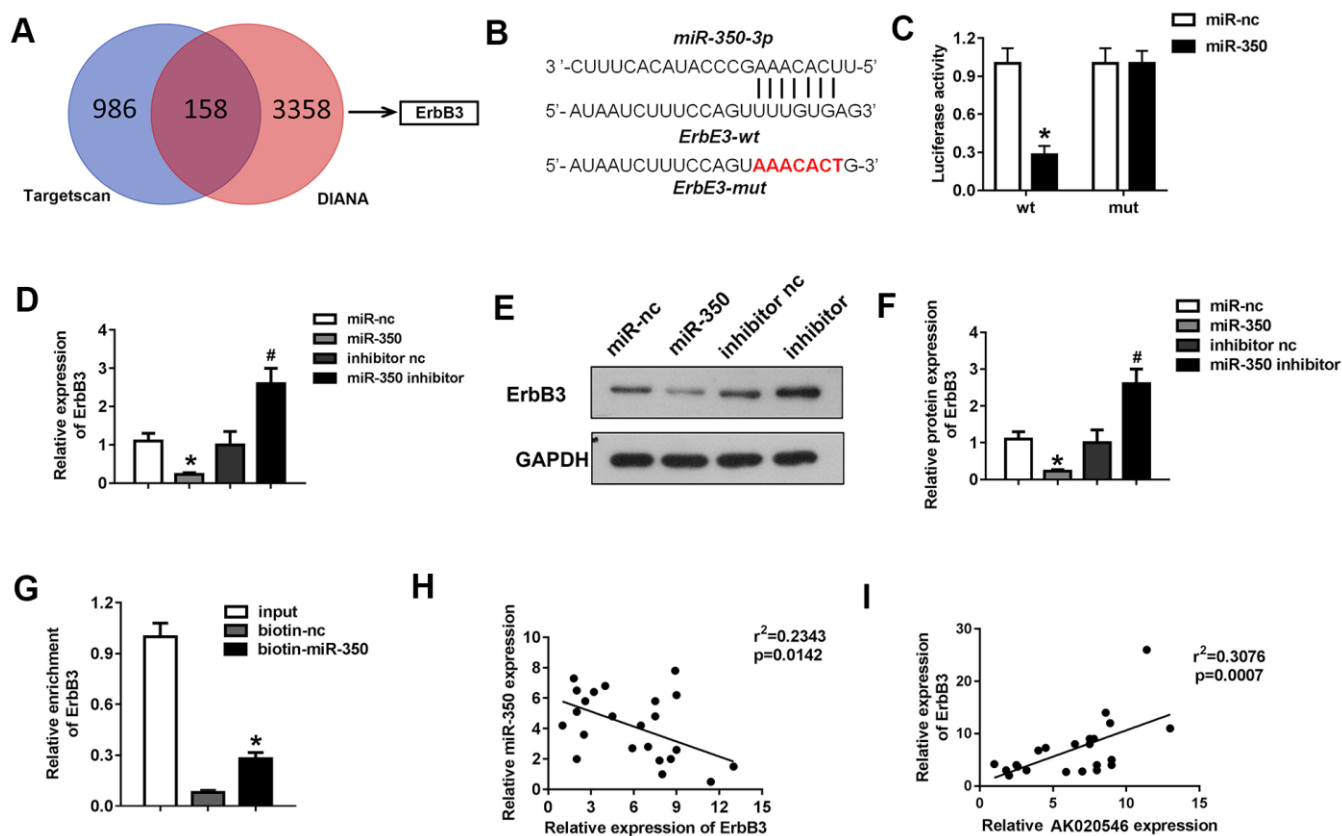 A
986
158
3358
ErbB3
Targetscan
DIANA
B
miR-350-3p
3 '-CUUUCACAUACCCGAAACACUU-5'
5'- AUAAUCUUUCCAGUUUUGUGAG3'
ErbE3-wt
5'- AUAAUCUUUCCAGUAAACACTG-3'
ErbE3-mut
C
miR-nc
miR-350
Luciferase activity
1.2
0.9
0.6
0.3
0.0
*
wt
mut
D
Relative expression
of ErbB3
4
3
2
1
0
*
#
miR-nc
miR-350
inhibitor nc
miR-350 inhibitor
E
miR-nc
miR-350
inhibitor nc
inhibitor
ErbB3
GAPDH
F
Relative protein expression
of ErbB3
4
3
2
1
0
*
#
miR-nc
miR-350
inhibitor nc
miR-350 inhibitor
G
Relative enrichment
of ErbB3
1.2
0.9
0.6
0.3
0.0
*
input
biotin-nc
biotin-miR-350
H
Relative miR-350 expression
10
8
6
4
2
0
0
3
6
9
12
15
Relative expression of ErbB3
r²=0.2343
p=0.0142
I
Relative expression
of ErbB3
30
20
10
0
0
5
10
15
Relative AK020546 expression
r²=0.3076
p=0.0007